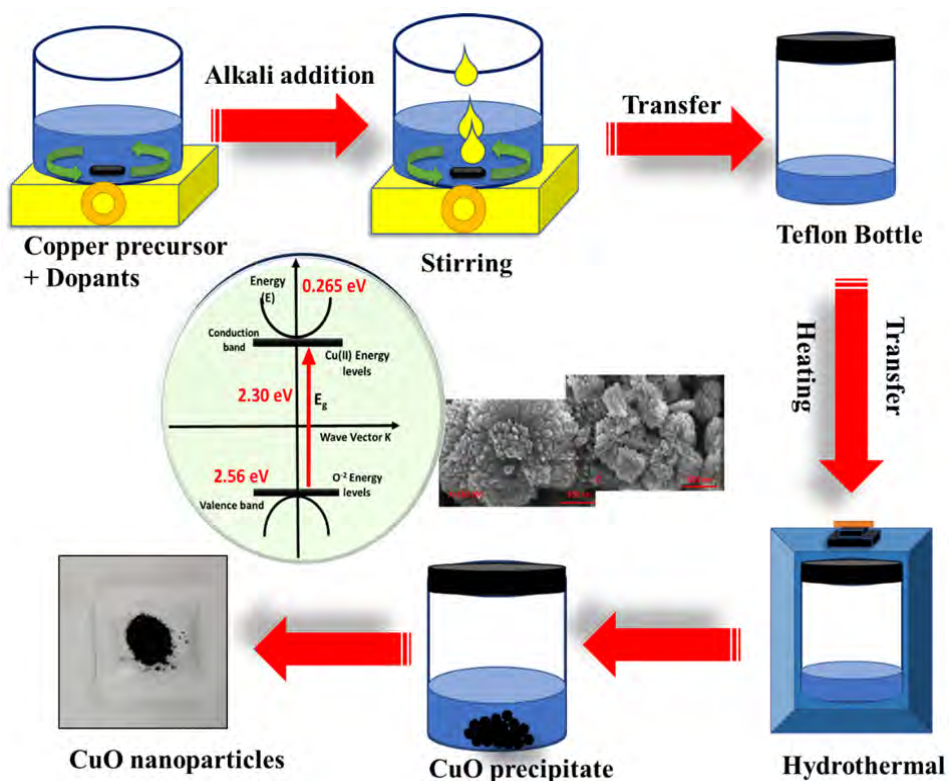 Alkali addition
Transfer
Copper precursor
+ Dopants
Stirring
Teflon Bottle
Energy
(E)
0.265 eV
Conduction
band
Cu(II) Energy
levels
2.30 eV
Eg
Wave Vector K
2.56 eV
O-2 Energy
levels
Valence band
Heating
Transfer
CuO nanoparticles
CuO precipitate
Hydrothermal